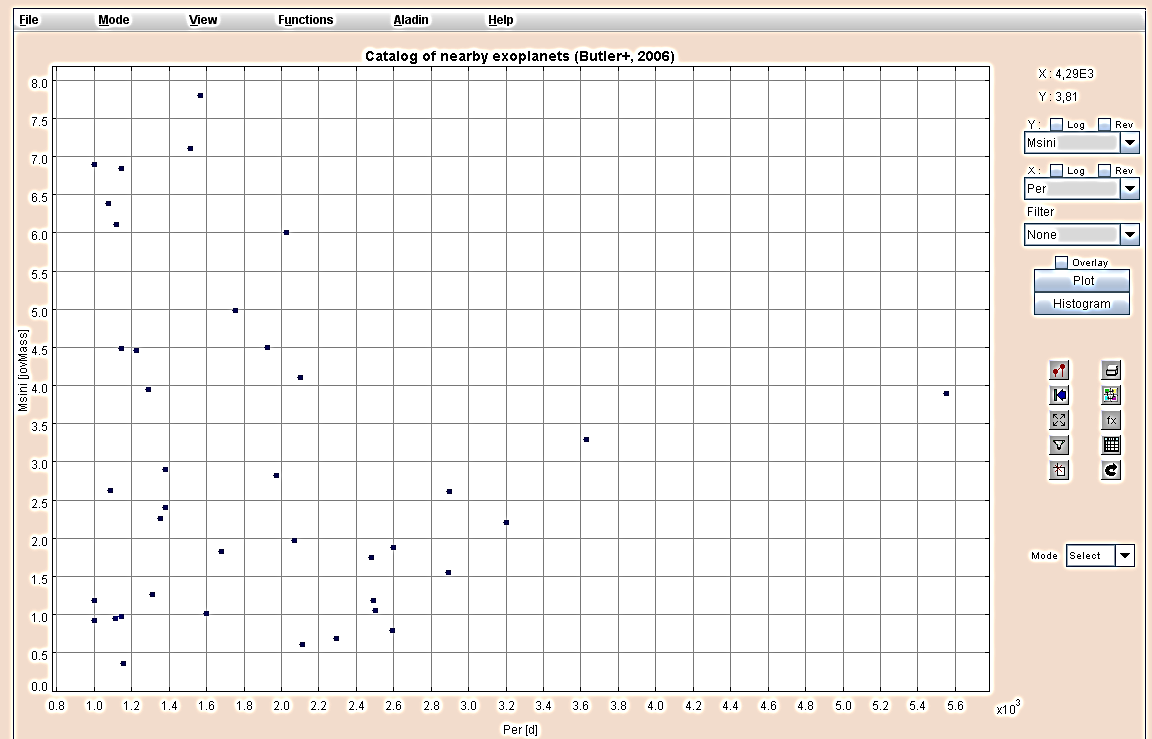 File Mode View Functions Aladin Help
Catalog of nearby exoplanets (Butler+, 2006)
X : 4,29E3
Y : 3,81
Y : Log Rev
Msini
X : Log Rev
Per
Filter
None
Overlay
Plot
Histogram
fx
Mode Select
Msini [jovMass]
8.0
7.5
7.0
6.5
6.0
5.5
5.0
4.5
4.0
3.5
3.0
2.5
2.0
1.5
1.0
0.5
0.0
0.8 1.0 1.2 1.4 1.6 1.8 2.0 2.2 2.4 2.6 2.8 3.0 3.2 3.4 3.6 3.8 4.0 4.2 4.4 4.6 4.8 5.0 5.2 5.4 5.6
x10³
Per [d]